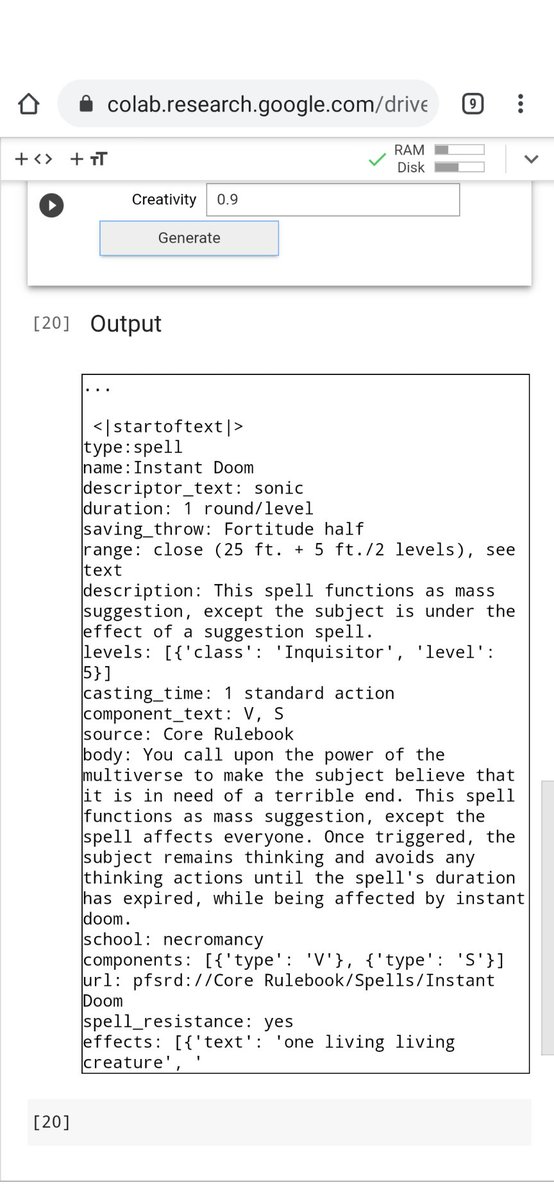 colab.research.google.com/drive
9
+<> +TT
RAM
Disk
Creativity 0.9
Generate
[20] Output
...
<|startoftext|>
type:spell
name:Instant Doom
descriptor_text: sonic
duration: 1 round/level
saving_throw: Fortitude half
range: close (25 ft. + 5 ft./2 levels), see
text
description: This spell functions as mass
suggestion, except the subject is under the
effect of a suggestion spell.
levels: [{'class': 'Inquisitor', 'level':
5}]
casting_time: 1 standard action
component_text: V, S
source: Core Rulebook
body: You call upon the power of the
multiverse to make the subject believe that
it is in need of a terrible end. This spell
functions as mass suggestion, except the
spell affects everyone. Once triggered, the
subject remains thinking and avoids any
thinking actions until the spell's duration
has expired, while being affected by instant
doom.
school: necromancy
components: [{'type': 'V'}, {'type': 'S'}]
url: pfsrd://Core Rulebook/Spells/Instant
Doom
spell_resistance: yes
effects: [{'text': 'one living living
creature', '
[20]